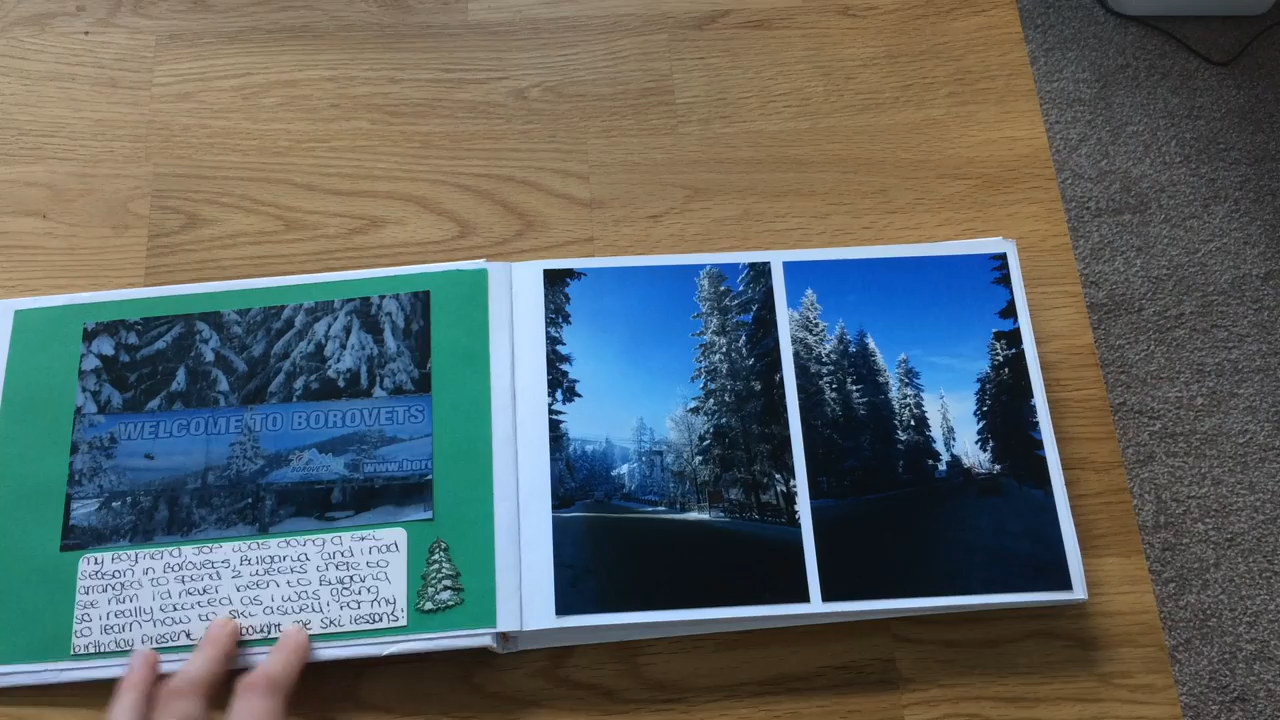 WELCOME TO BOROVETS
BOROVETS
www.boro
my boyfriend, Joe, was doing a ski
season in Borovets, Bulgaria and i had
arranged to spend 2 weeks there to
see him. i'd never been to Bulgaria
so i really excited as i was going
to learn how to ski aswell! For my
birthday present bought me ski lessons!